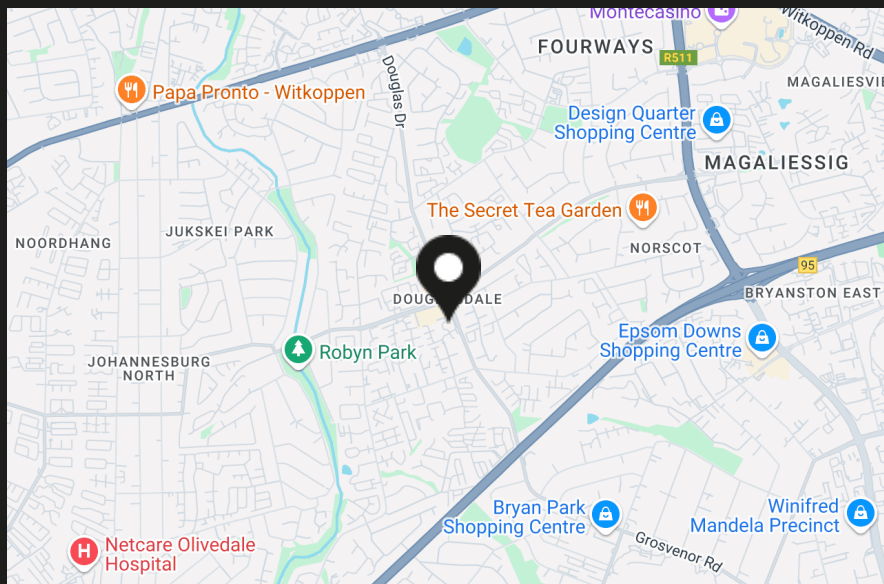 Montecasino
Witkoppen Rd
FOURWAYS
R511
Douglas Dr
Papa Pronto - Witkoppen
MAGALIESVIE
Design Quarter
Shopping Centre
MAGALIESSIG
The Secret Tea Garden
JUKSKEI PARK
NOORDHANG
NORSCOT
95
BRYANSTON EAST
DOUG DALE
Epsom Downs
Shopping Centre
Robyn Park
JOHANNESBURG
NORTH
Bryan Park
Shopping Centre
Winifred
Mandela Precinct
Grosvenor Rd
H
Netcare Olivedale
Hospital